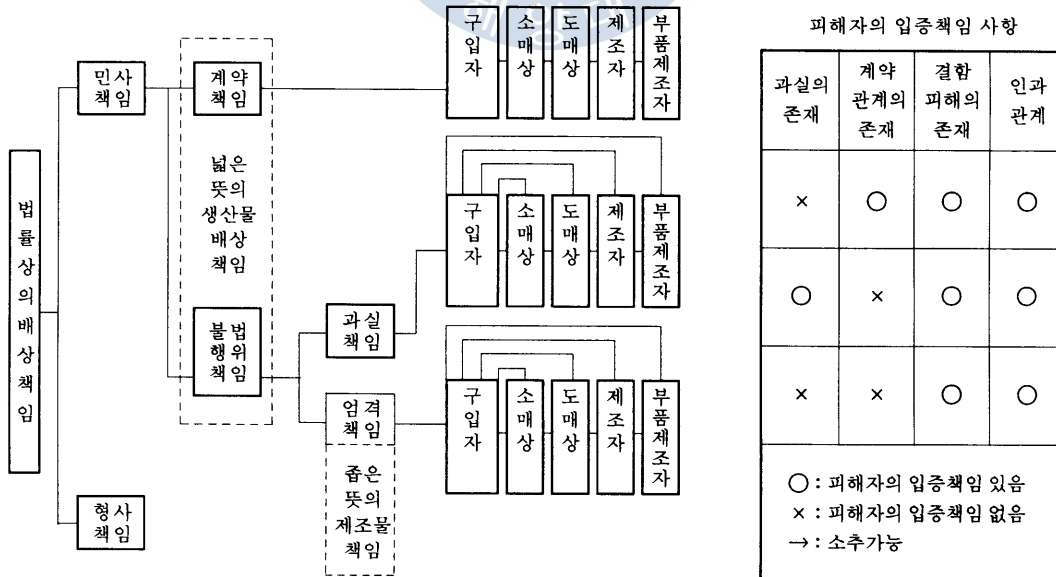 법률상의배상책임
민사
책임
형사
책임
계약
책임
넓은
뜻의
생산물
배상
책임
불법
행위
책임
과실
책임
엄격
책임
좁은
뜻의
제조물
책임
구입자
소매상
도매상
제조자
부품제조자
구입자
소매상
도매상
제조자
부품제조자
구입자
소매상
도매상
제조자
부품제조자
피해자의 입증책임 사항
과실의
존재
계약
관계의
존재
결함
피해의
존재
인과
관계
× ○ ○ ○
○ × ○ ○
× × ○ ○
○ : 피해자의 입증책임 있음
× : 피해자의 입증책임 없음
→ : 소추가능